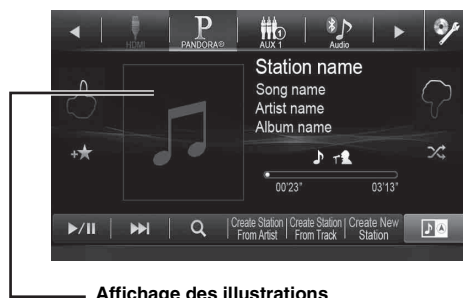 HDMI
P
PANDORA®
AUX 1
Audio
Station name
Song name
Artist name
Album name
00'23"
03'13"
Create Station From Artist
Create Station From Track
Create New Station
Affichage des illustrations